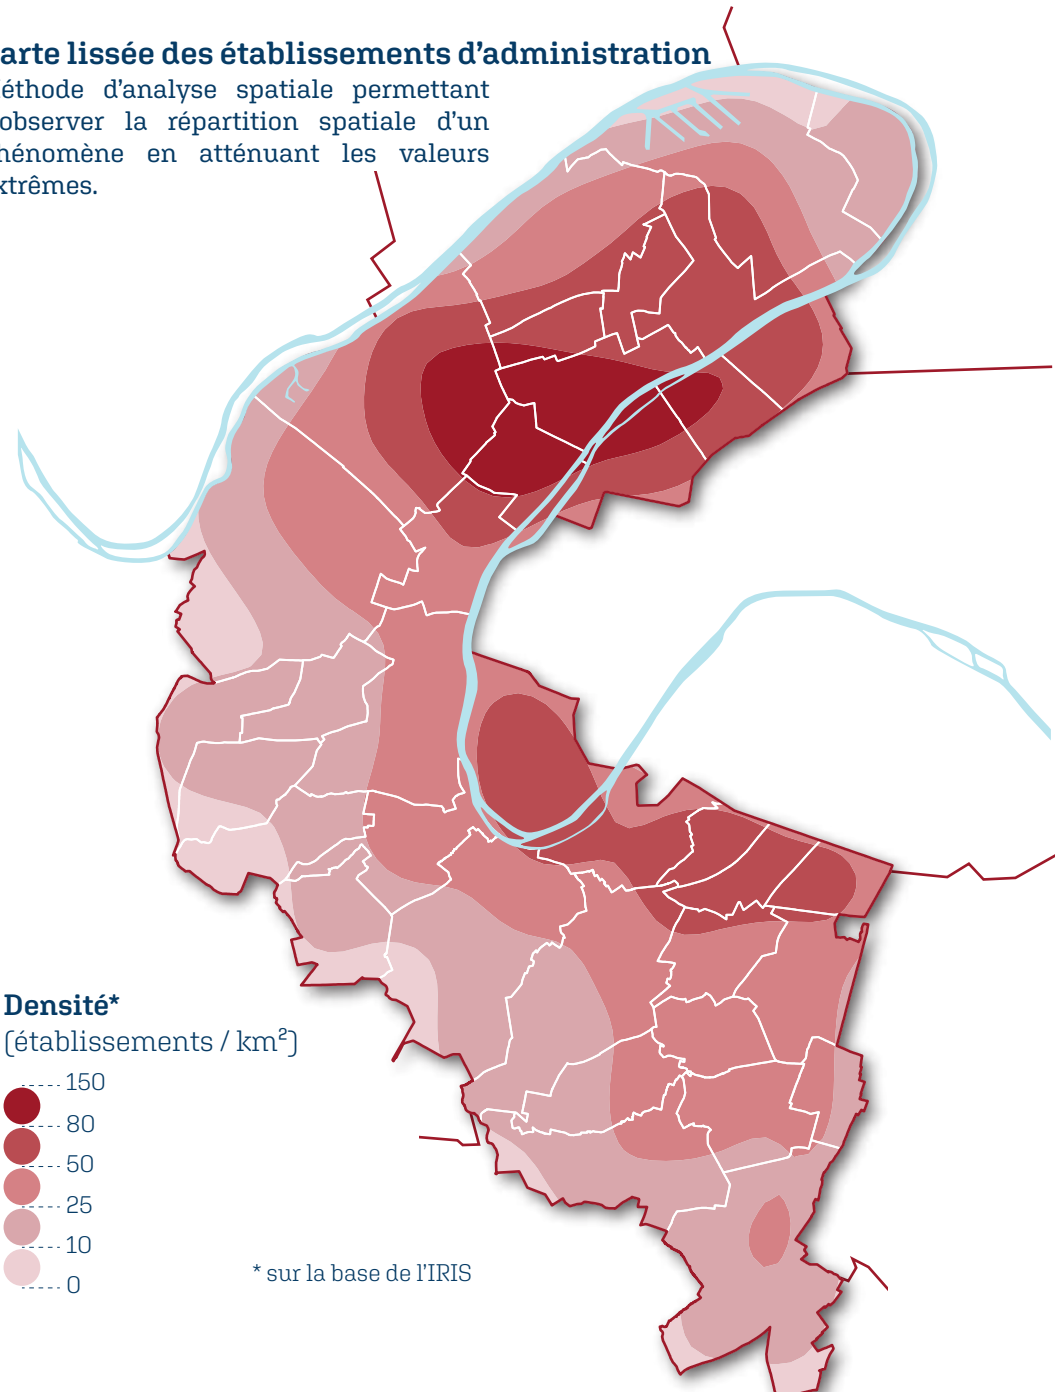 arte lissée des établissements d’administration
éthode d’analyse spatiale permettant
observer la répartition spatiale d’un
hénomène en atténuant les valeurs
xtrêmes.
Densité*
(établissements / km²)
150
80
50
25
10
0
* sur la base de l’IRIS